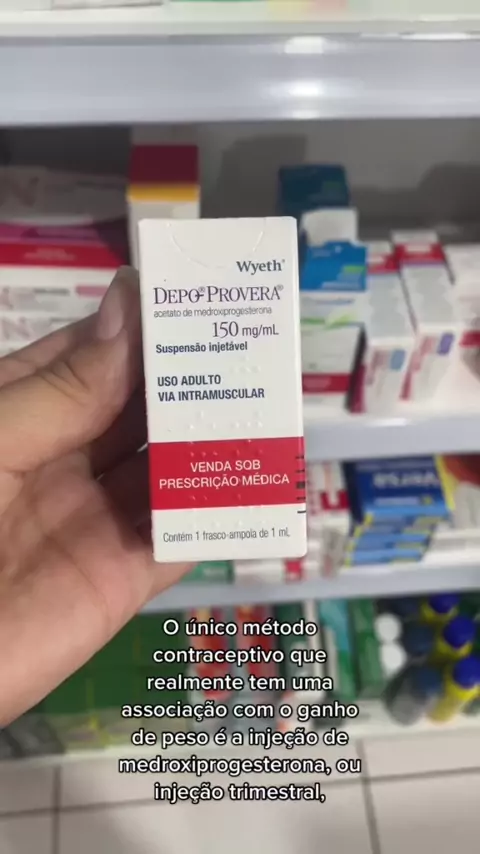 Wyeth®
DEPO®PROVERA®
acetato de medroxiprogesterona
150 mg/mL
Suspensão injetável
USO ADULTO
VIA INTRAMUSCULAR
VENDA SOB
PRESCRIÇÃO MÉDICA
Contém 1 frasco-ampola de 1 mL
O único método
contraceptivo que
realmente tem uma
associação com o ganho
de peso é a injeção de
medroxiprogesterona, ou
injeção trimestral,